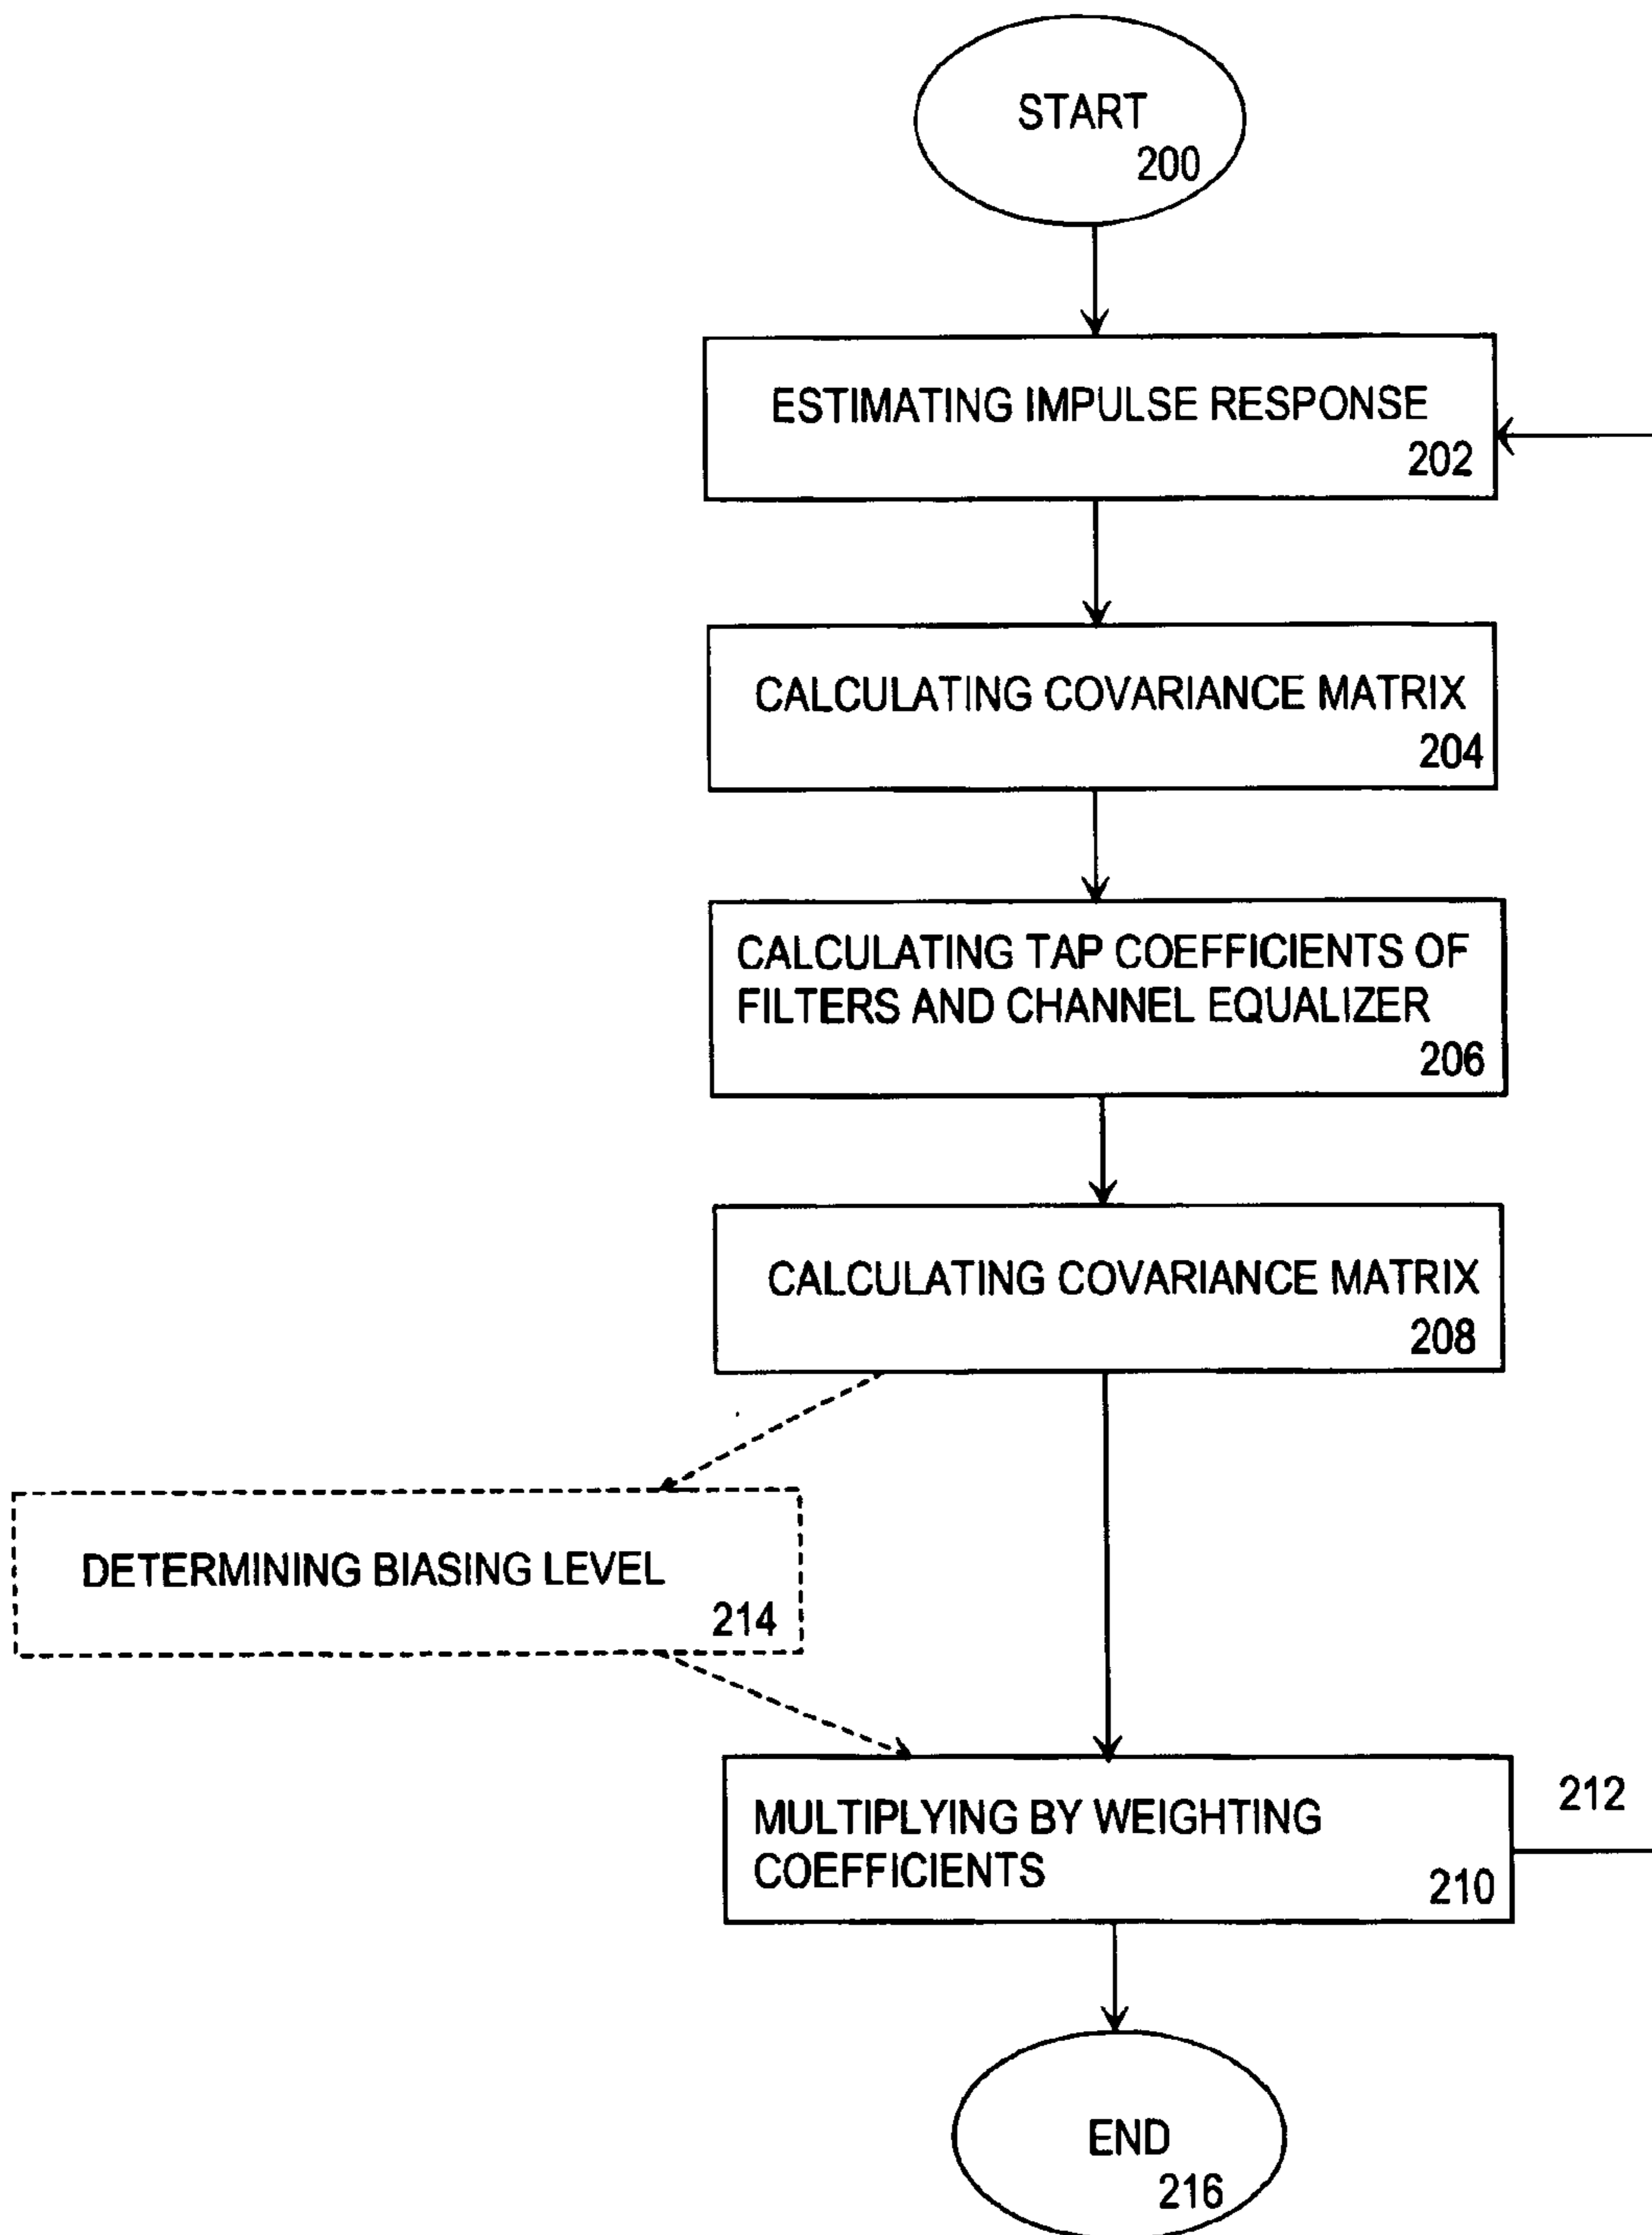 START
200
ESTIMATING IMPULSE RESPONSE
202
CALCULATING COVARIANCE MATRIX
204
CALCULATING TAP COEFFICIENTS OF
FILTERS AND CHANNEL EQUALIZER
206
CALCULATING COVARIANCE MATRIX
208
DETERMINING BIASING LEVEL
214
MULTIPLYING BY WEIGHTING
COEFFICIENTS
210
212
END
216